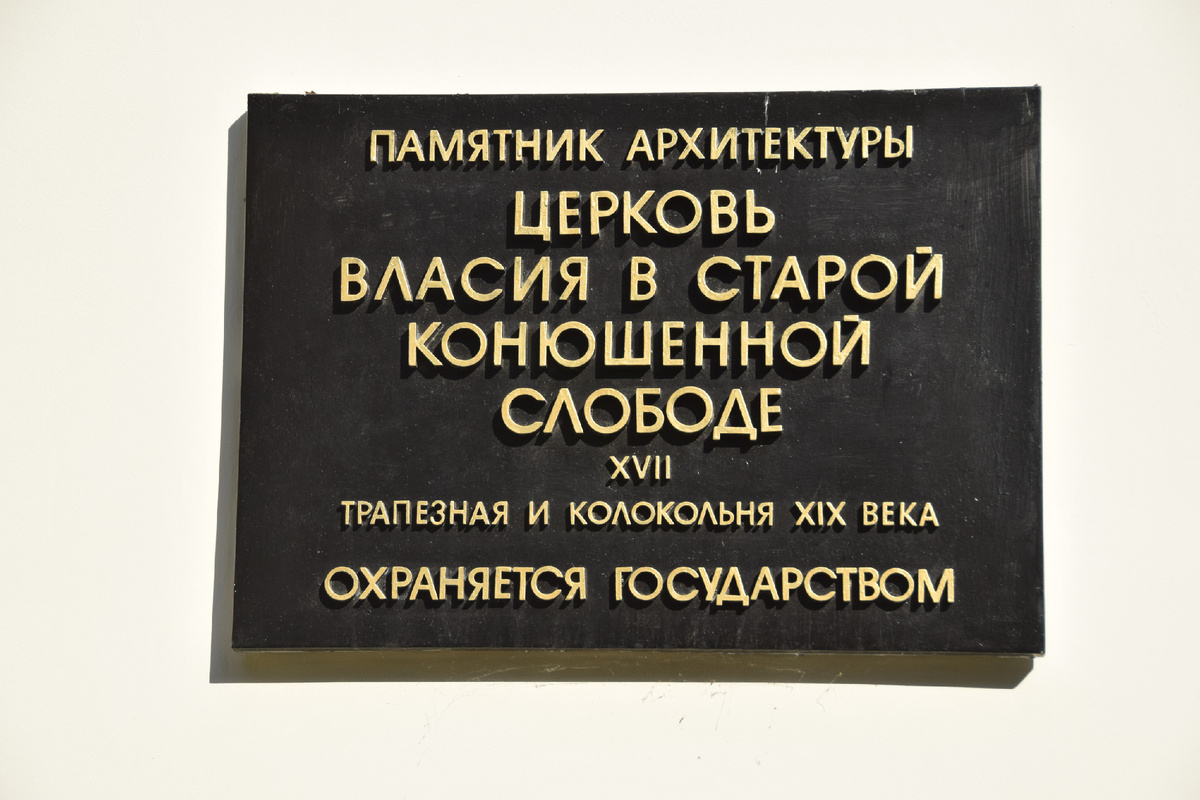 ПАМЯТНИК АРХИТЕКТУРЫ
ЦЕРКОВЬ
ВЛАСИЯ В СТАРОЙ
КОНЮШЕННОЙ
СЛОБОДЕ
XVII
ТРАПЕЗНАЯ И КОЛОКОЛЬНЯ XIX ВЕКА
ОХРАНЯЕТСЯ ГОСУДАРСТВОМ